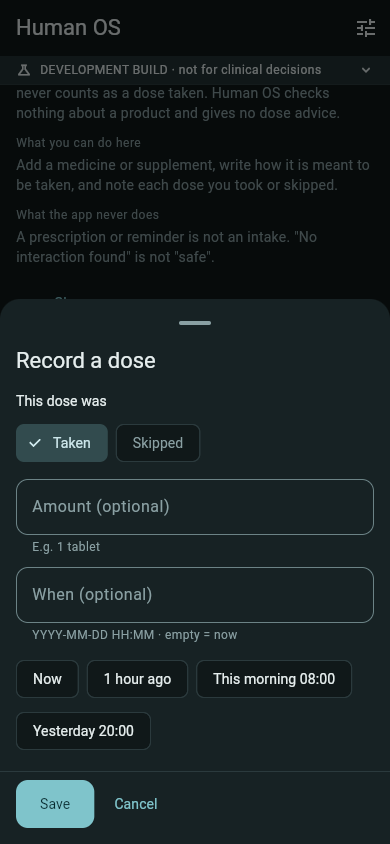 Human OS
DEVELOPMENT BUILD · not for clinical decisions
never counts as a dose taken. Human OS checks
nothing about a product and gives no dose advice.
What you can do here
Add a medicine or supplement, write how it is meant to
be taken, and note each dose you took or skipped.
What the app never does
A prescription or reminder is not an intake. "No
interaction found" is not "safe".
Record a dose
This dose was
Taken
Skipped
Amount (optional)
E.g. 1 tablet
When (optional)
YYYY-MM-DD HH:MM · empty = now
Now
1 hour ago
This morning 08:00
Yesterday 20:00
Save
Cancel